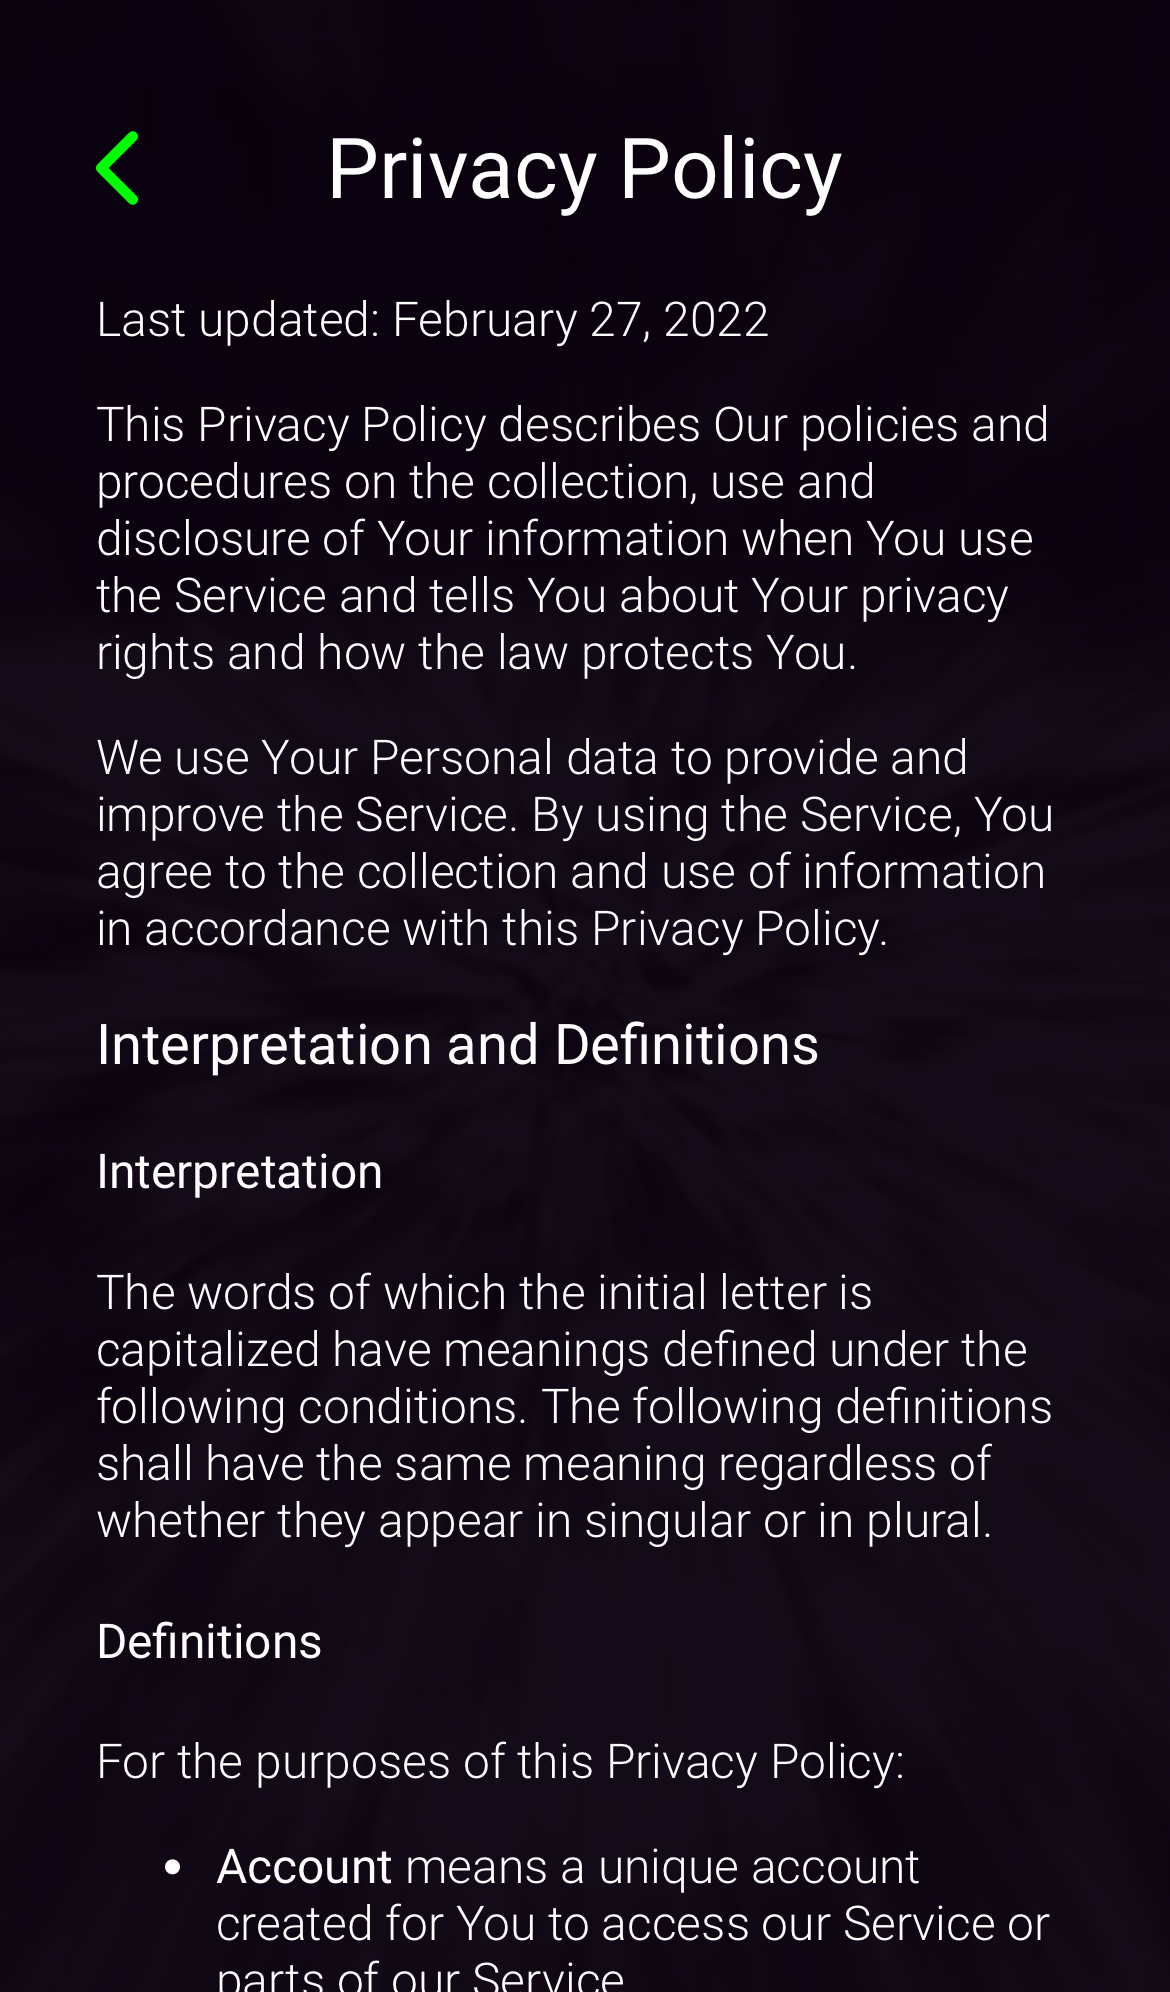 Privacy Policy
Last updated: February 27, 2022
This Privacy Policy describes Our policies and
procedures on the collection, use and
disclosure of Your information when You use
the Service and tells You about Your privacy
rights and how the law protects You.
We use Your Personal data to provide and
improve the Service. By using the Service, You
agree to the collection and use of information
in accordance with this Privacy Policy.
Interpretation and Definitions
Interpretation
The words of which the initial letter is
capitalized have meanings defined under the
following conditions. The following definitions
shall have the same meaning regardless of
whether they appear in singular or in plural.
Definitions
For the purposes of this Privacy Policy:
• Account means a unique account
created for You to access our Service or
parts of our Service.